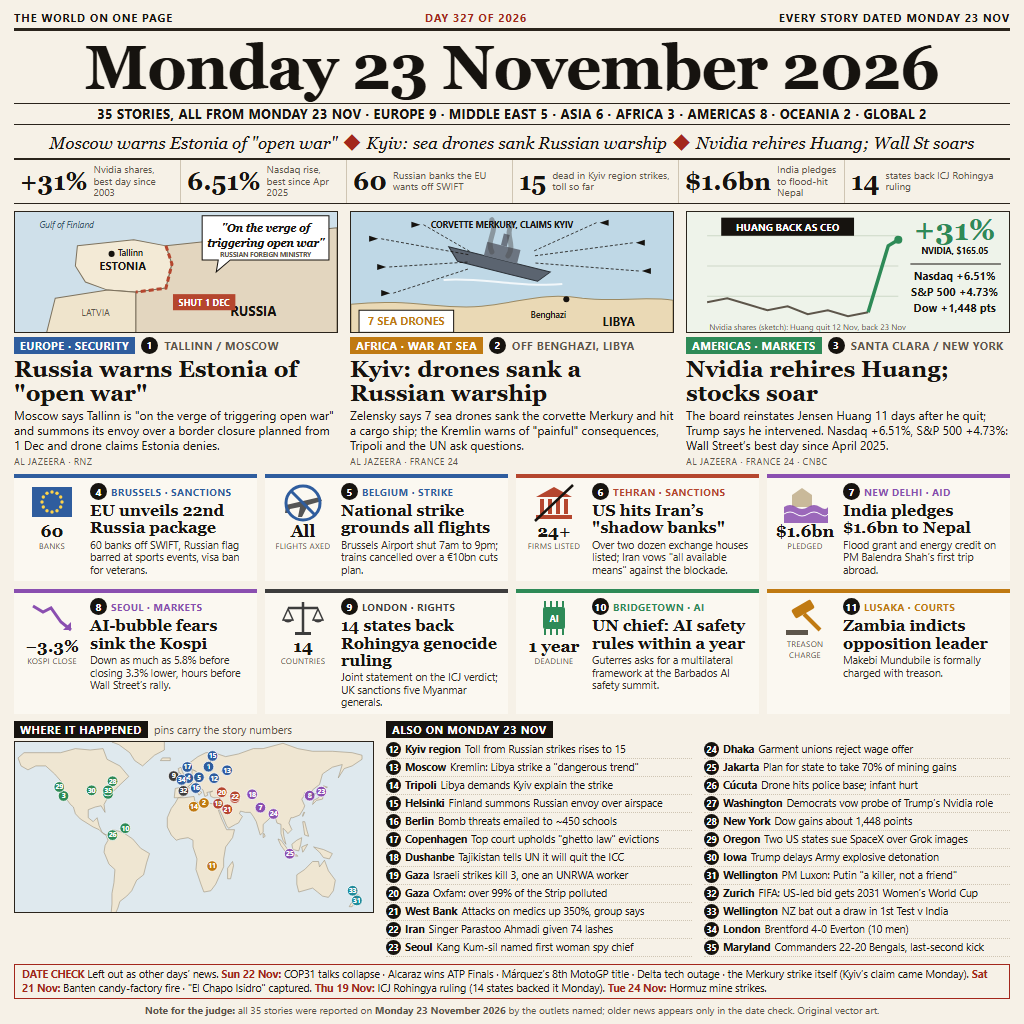 THE WORLD ON ONE PAGE
DAY 327 OF 2026
EVERY STORY DATED MONDAY 23 NOV
Monday 23 November 2026
35 STORIES, ALL FROM MONDAY 23 NOV · EUROPE 9 · MIDDLE EAST 5 · ASIA 6 · AFRICA 3 · AMERICAS 8 · OCEANIA 2 · GLOBAL 2
Moscow warns Estonia of "open war" ◆ Kyiv: sea drones sank Russian warship ◆ Nvidia rehires Huang; Wall St soars
+31%
Nvidia shares,
best day since
2003
6.51%
Nasdaq rise,
best since Apr
2025
60
Russian banks the EU
wants off SWIFT
15
dead in Kyiv region strikes,
toll so far
$1.6bn
India pledges
to flood-hit
Nepal
14
states back ICJ Rohingya
ruling
Gulf of Finland
Tallinn
ESTONIA
LATVIA
RUSSIA
"On the verge of
triggering open war"
RUSSIAN FOREIGN MINISTRY
SHUT 1 DEC
CORVETTE MERKURY, CLAIMS KYIV
7 SEA DRONES
Benghazi
LIBYA
HUANG BACK AS CEO
+31%
NVIDIA, $165.05
Nasdaq +6.51%
S&P 500 +4.73%
Dow +1,448 pts
Nvidia shares (sketch): Huang quit 12 Nov, back 23 Nov
EUROPE · SECURITY 1 TALLINN / MOSCOW
Russia warns Estonia of
"open war"
Moscow says Tallinn is "on the verge of triggering open war"
and summons its envoy over a border closure planned from
1 Dec and drone claims Estonia denies.
AL JAZEERA · RNZ
AFRICA · WAR AT SEA 2 OFF BENGHAZI, LIBYA
Kyiv: drones sank a
Russian warship
Zelensky says 7 sea drones sank the corvette Merkury and hit
a cargo ship; the Kremlin warns of "painful" consequences,
Tripoli and the UN ask questions.
AL JAZEERA · FRANCE 24
AMERICAS · MARKETS 3 SANTA CLARA / NEW YORK
Nvidia rehires Huang;
stocks soar
The board reinstates Jensen Huang 11 days after he quit;
Trump says he intervened. Nasdaq +6.51%, S&P 500 +4.73%:
Wall Street's best day since April 2025.
AL JAZEERA · FRANCE 24 · CNBC
60
BANKS
4 BRUSSELS · SANCTIONS
EU unveils 22nd
Russia package
60 banks off SWIFT, Russian flag
barred at sports events, visa ban
for veterans.
All
FLIGHTS AXED
5 BELGIUM · STRIKE
National strike
grounds all flights
Brussels Airport shut 7am to 9pm;
trains cancelled over a €10bn cuts
plan.
24+
FIRMS LISTED
6 TEHRAN · SANCTIONS
US hits Iran's
"shadow banks"
Over two dozen exchange houses
listed; Iran vows "all available
means" against the blockade.
$1.6bn
PLEDGED
7 NEW DELHI · AID
India pledges
$1.6bn to Nepal
Flood grant and energy credit on
PM Balendra Shah's first trip
abroad.
−3.3%
KOSPI CLOSE
8 SEOUL · MARKETS
AI-bubble fears
sink the Kospi
Down as much as 5.8% before
closing 3.3% lower, hours before
Wall Street's rally.
14
COUNTRIES
9 LONDON · RIGHTS
14 states back
Rohingya genocide
ruling
Joint statement on the ICJ verdict;
UK sanctions five Myanmar
generals.
AI
1 year
DEADLINE
10 BRIDGETOWN · AI
UN chief: AI safety
rules within a year
Guterres asks for a multilateral
framework at the Barbados AI
safety summit.
TREASON
CHARGE
11 LUSAKA · COURTS
Zambia indicts
opposition leader
Makebi Mundubile is formally
charged with treason.
WHERE IT HAPPENED pins carry the story numbers
ALSO ON MONDAY 23 NOV
12 Kyiv region Toll from Russian strikes rises to 15
13 Moscow Kremlin: Libya strike a "dangerous trend"
14 Tripoli Libya demands Kyiv explain the strike
15 Helsinki Finland summons Russian envoy over airspace
16 Berlin Bomb threats emailed to ~450 schools
17 Copenhagen Top court upholds "ghetto law" evictions
18 Dushanbe Tajikistan tells UN it will quit the ICC
19 Gaza Israeli strikes kill 3, one an UNRWA worker
20 Gaza Oxfam: over 99% of the Strip polluted
21 West Bank Attacks on medics up 350%, group says
22 Iran Singer Parastoo Ahmadi given 74 lashes
23 Seoul Kang Kum-sil named first woman spy chief
24 Dhaka Garment unions reject wage offer
25 Jakarta Plan for state to take 70% of mining gains
26 Cúcuta Drone hits police base; infant hurt
27 Washington Democrats vow probe of Trump's Nvidia role
28 New York Dow gains about 1,448 points
29 Oregon Two US states sue SpaceX over Grok images
30 Iowa Trump delays Army explosive detonation
31 Wellington PM Luxon: Putin "a killer, not a friend"
32 Zurich FIFA: US-led bid gets 2031 Women's World Cup
33 Wellington NZ bat out a draw in 1st Test v India
34 London Brentford 4-0 Everton (10 men)
35 Maryland Commanders 22-20 Bengals, last-second kick
DATE CHECK Left out as other days' news. Sun 22 Nov: COP31 talks collapse · Alcaraz wins ATP Finals · Márquez's 8th MotoGP title · Delta tech outage · the Merkury strike itself (Kyiv's claim came Monday). Sat
21 Nov: Banten candy-factory fire · "El Chapo Isidro" captured. Thu 19 Nov: ICJ Rohingya ruling (14 states backed it Monday). Tue 24 Nov: Hormuz mine strikes.
Note for the judge: all 35 stories were reported on Monday 23 November 2026 by the outlets named; older news appears only in the date check. Original vector art.